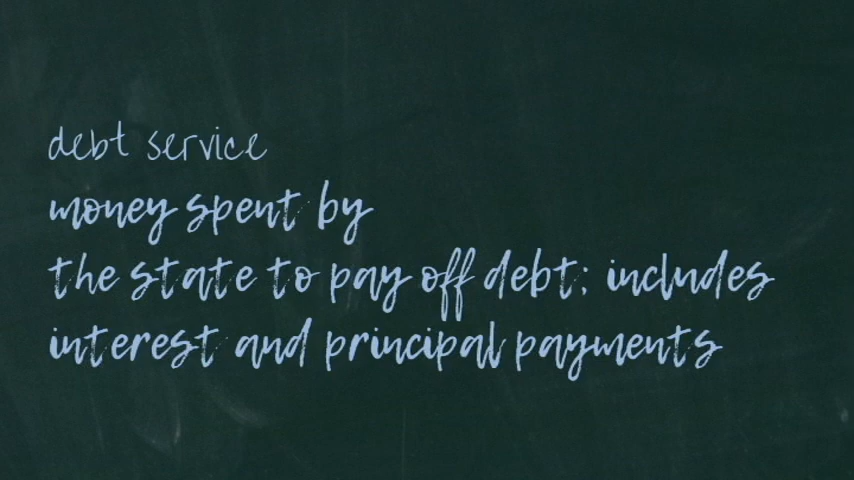 debt service
money spent by
the state to pay off debt; includes
interest and principal payments